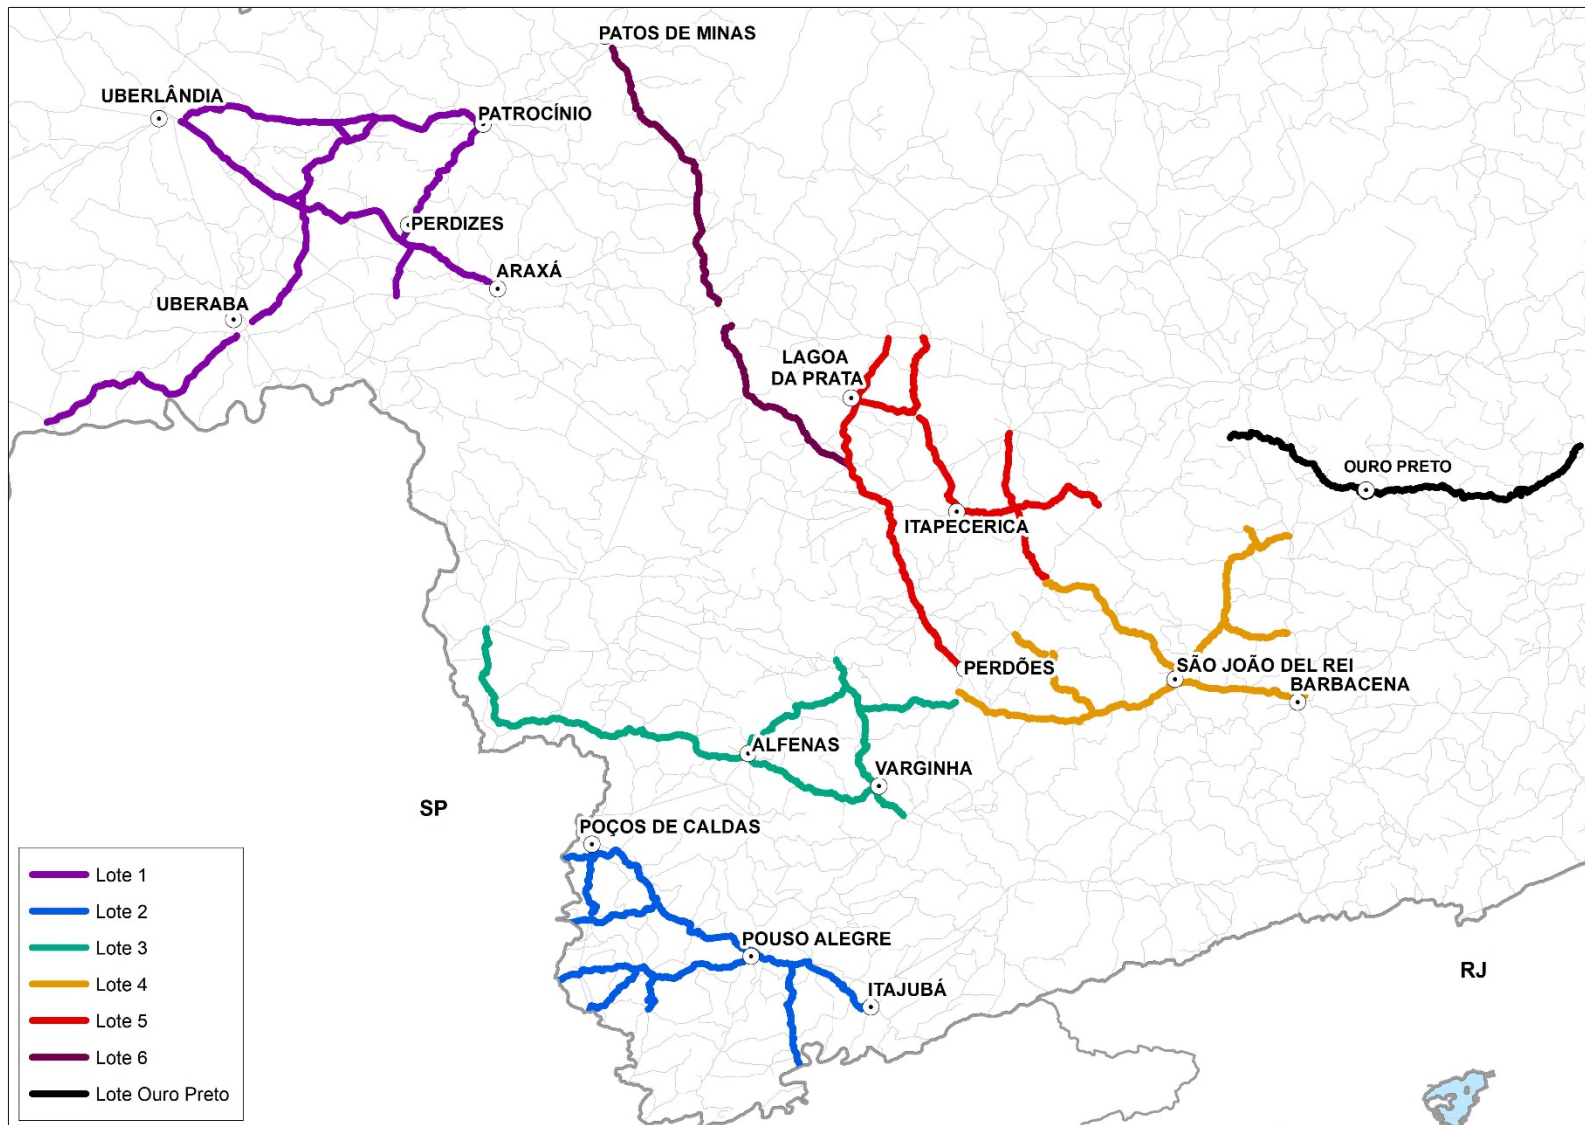 PATOS DE MINAS
UBERLÂNDIA
PATROCÍNIO
PERDIZES
ARAXÁ
UBERABA
LAGOA
DA PRATA
OURO PRETO
ITAPECERICA
PERDÕES
SÃO JOÃO DEL REI
BARBACENA
ALFENAS
VARGINHA
SP
POÇOS DE CALDAS
POUSO ALEGRE
ITAJUBÁ
RJ
Lote 1
Lote 2
Lote 3
Lote 4
Lote 5
Lote 6
Lote Ouro Preto